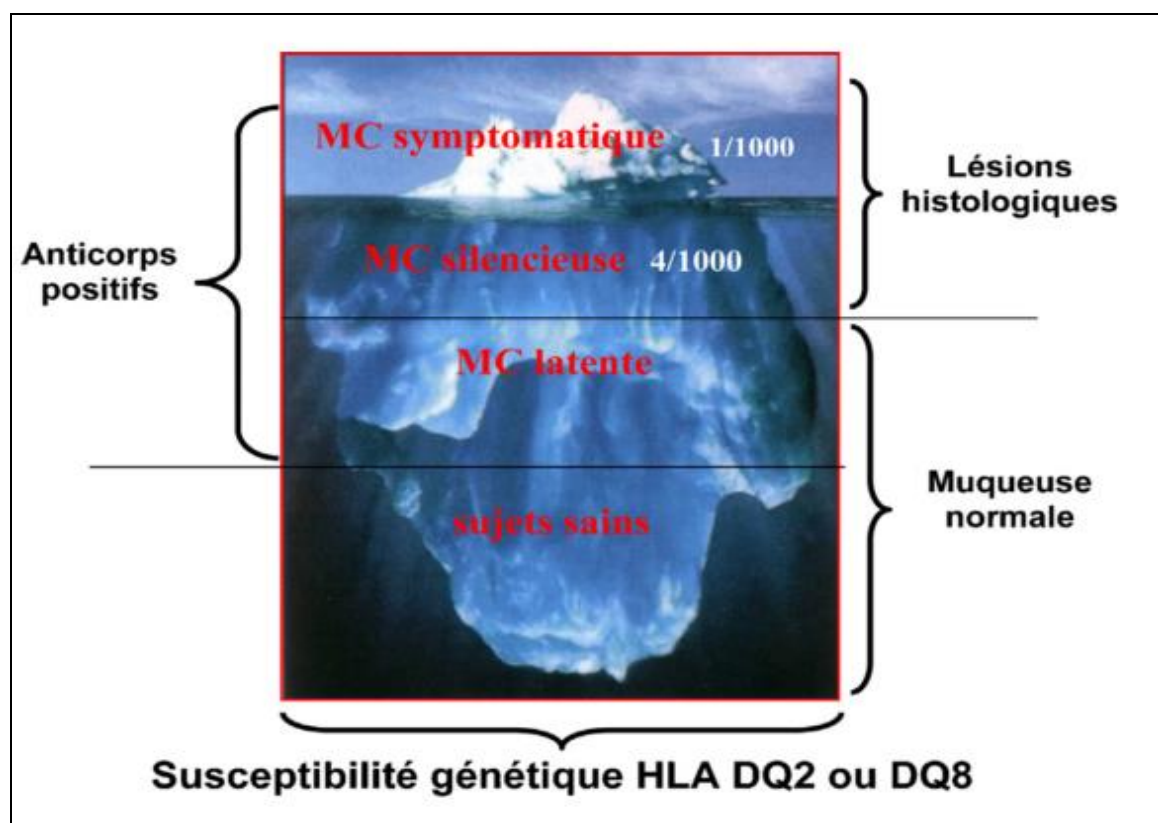 MC symptomatique 1/1000
Lésions
histologiques
Anticorps
positifs
MC silencieuse 4/1000
MC latente
Muqueuse
normale
sujets sains
Susceptibilité génétique HLA DQ2 ou DQ8